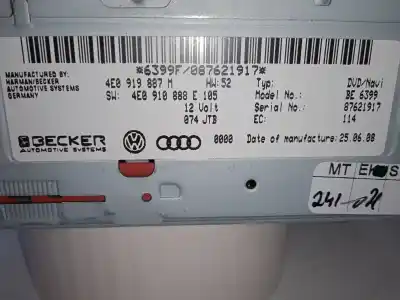 *6399F/087621917*
MANUFACTURED BY:
HARMAN/BECKER
AUTOMOTIVE SYSTEMS
GERMANY
4E0 919 887 M HW:52
SW: 4E0 910 888 E 105
12 Volt
074 JTB
Typ: DVD/Navi
Model No.: BE 6399
Serial No.: 87621917
EC: 114
BECKER
AUTOMOTIVE SYSTEMS
0000 Date of manufacture: 25.06.08
MT
241